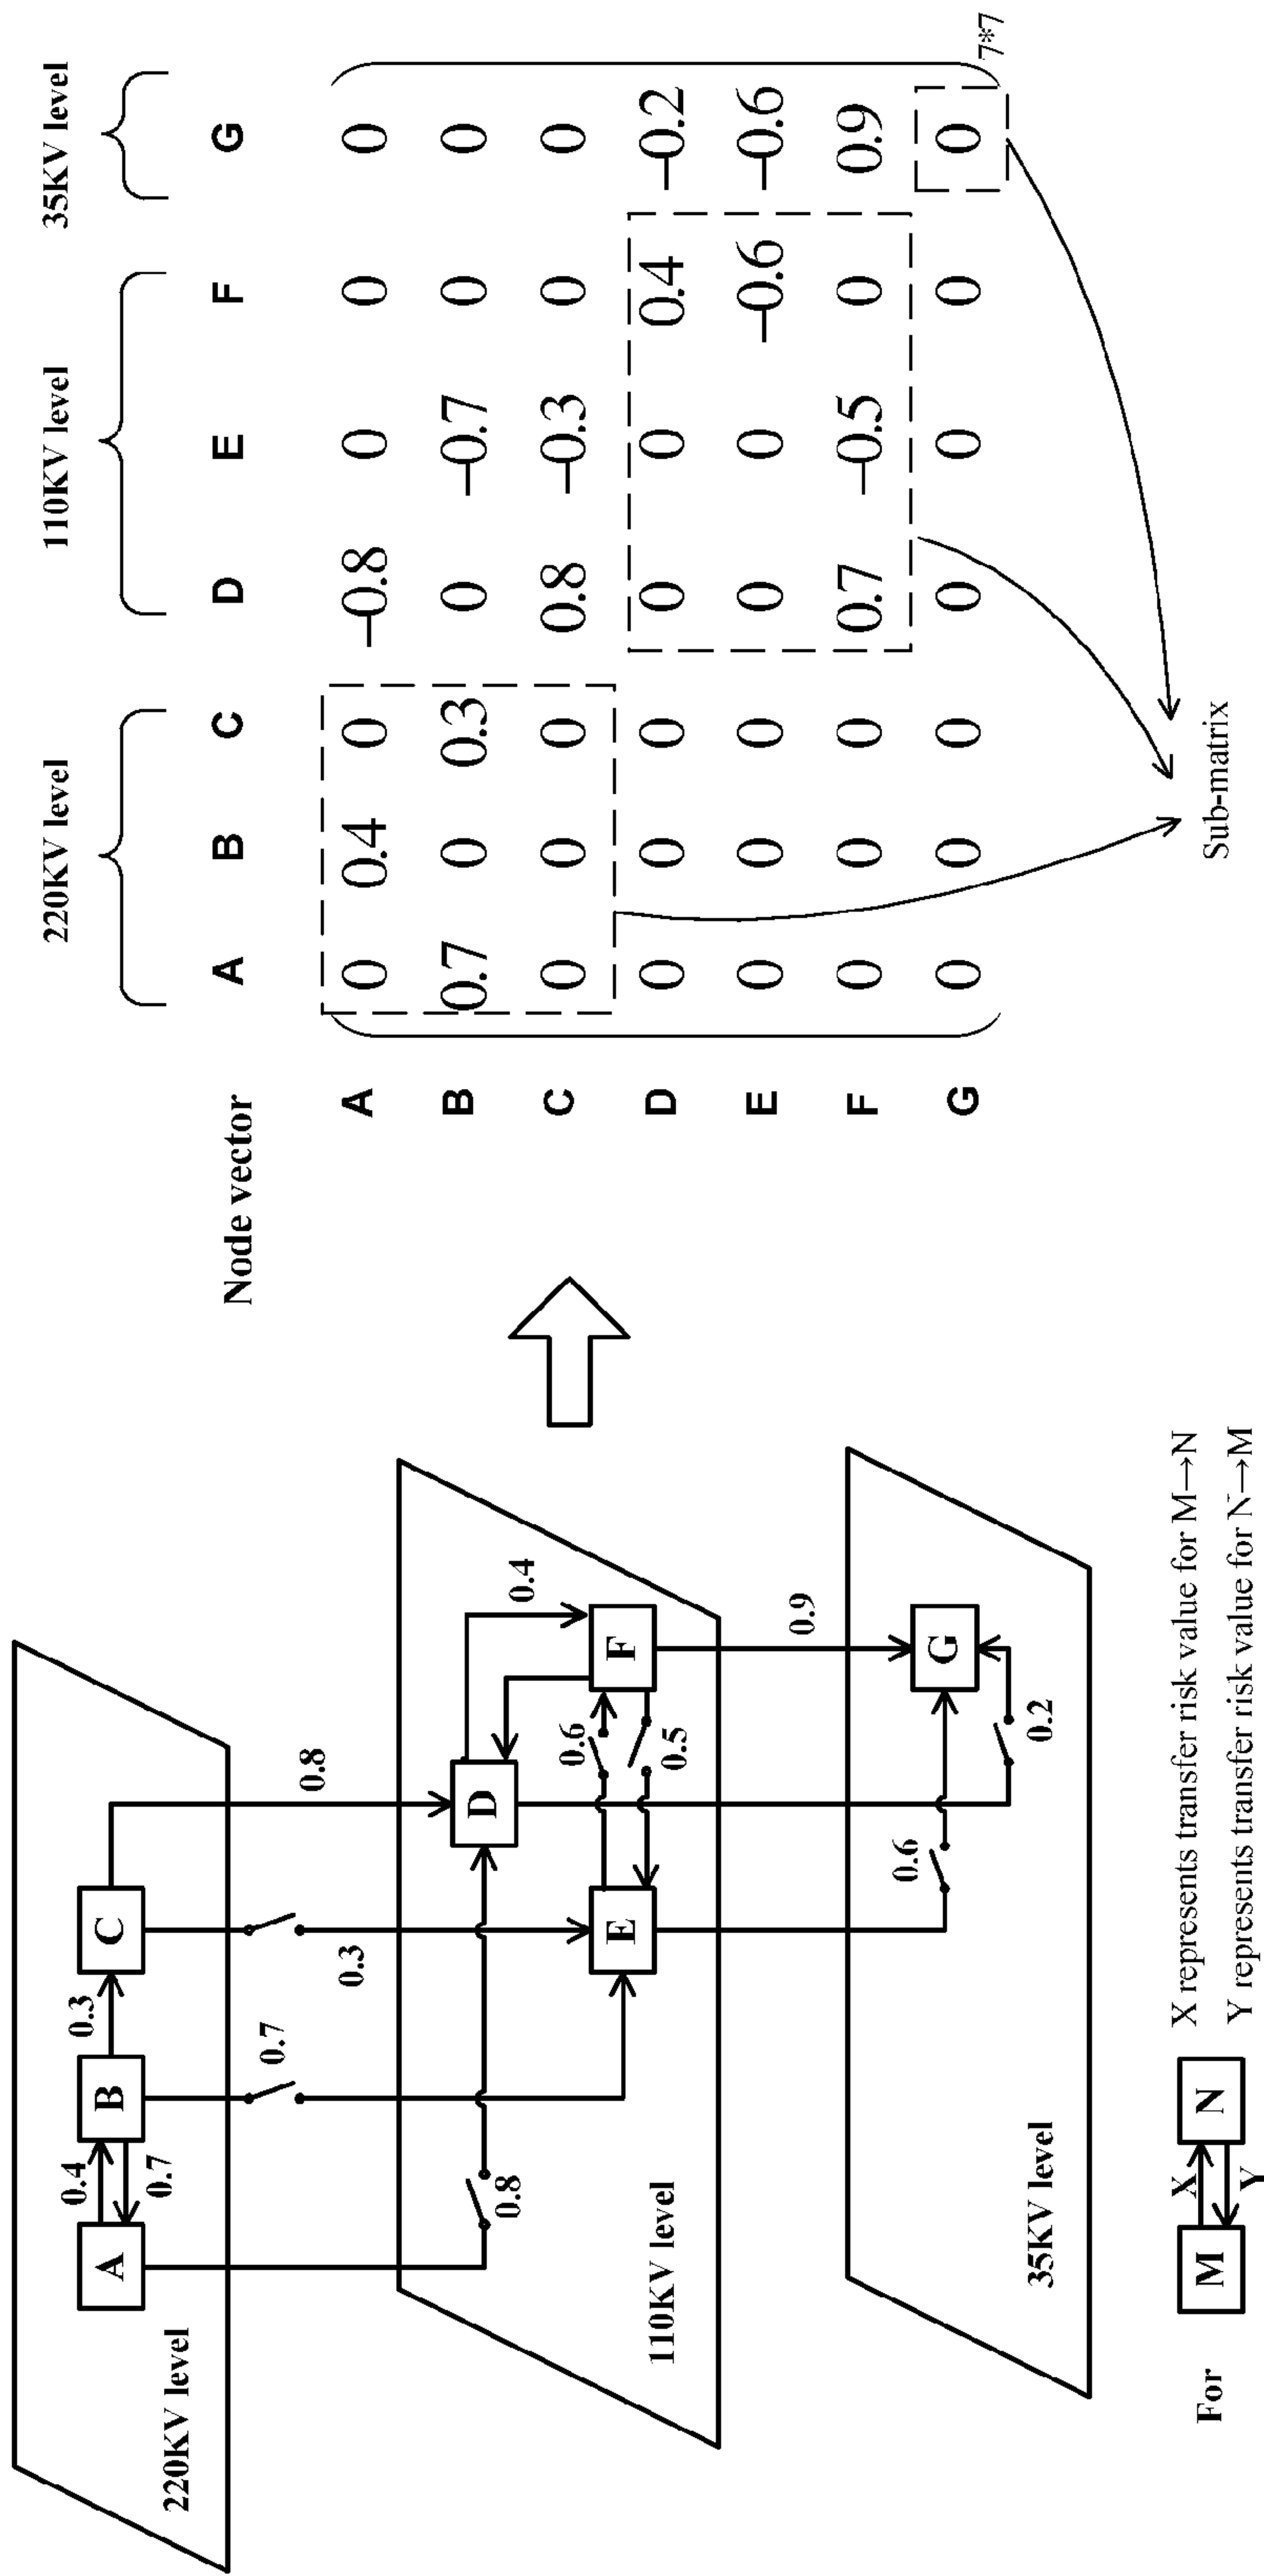 220KV level
A
B
C
0.4
0.7
0.3
0.8
0.7
0.3
0.8
110KV level
D
E
F
0.4
0.6
0.5
0.9
0.6
0.2
35KV level
G
For
M
N
X
Y
X represents transfer risk value for M→N
Y represents transfer risk value for N→M
220KV level 110KV level 35KV level
Node vector A B C D E F G
A 0 0.4 0 −0.8 0 0 0
B 0.7 0 0.3 0 −0.7 0 0
C 0 0 0 0.8 −0.3 0 0
D 0 0 0 0 0 0.4 −0.2
E 0 0 0 0 0 −0.6 −0.6
F 0 0 0 0.7 −0.5 0 0.9
G 0 0 0 0 0 0 0
7*7
Sub-matrix